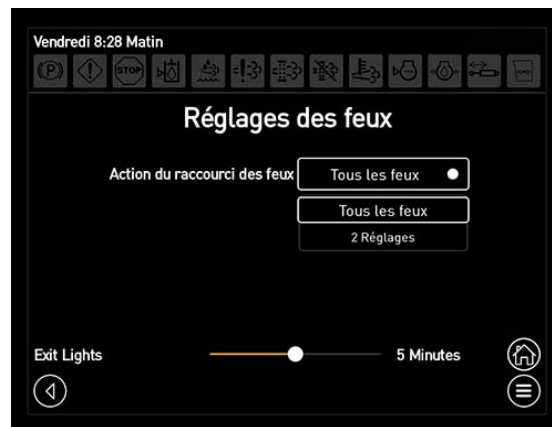 Vendredi 8:28 Matin
STOP
Réglages des feux
Action du raccourci des feux Tous les feux
Tous les feux
2 Réglages
Exit Lights 5 Minutes